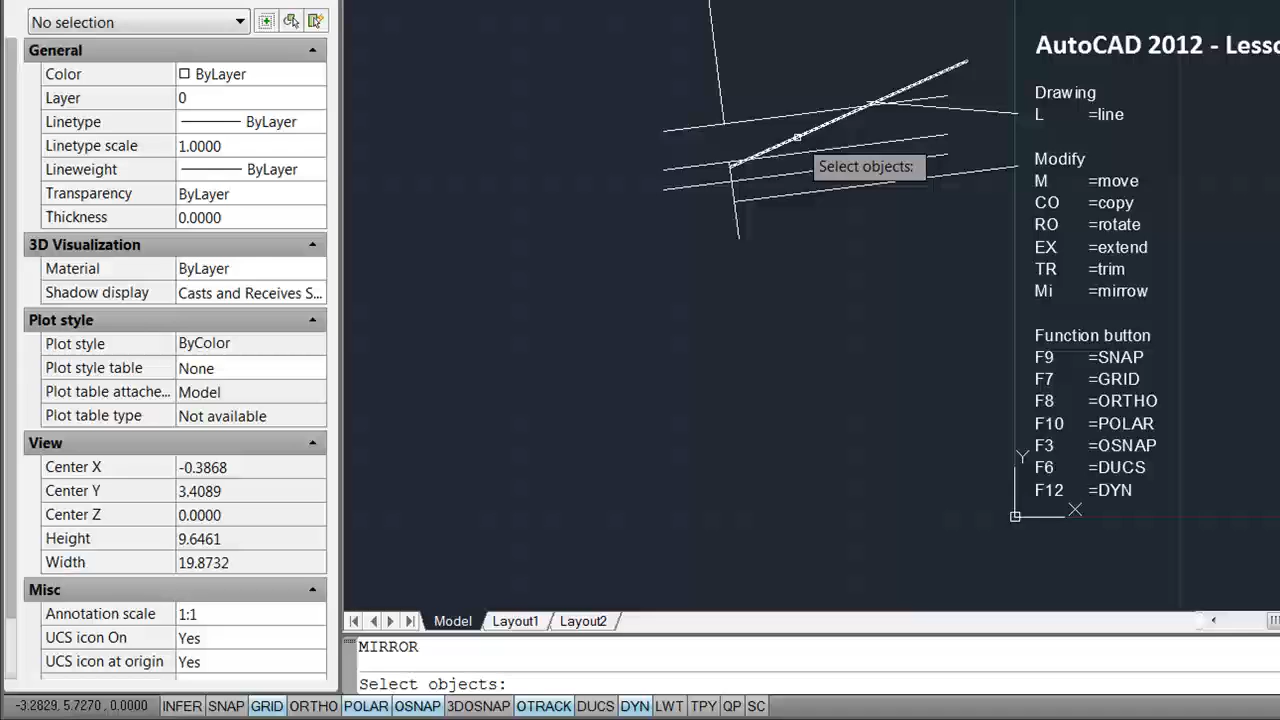 No selection
General
Color ByLayer
Layer 0
Linetype ByLayer
Linetype scale 1.0000
Lineweight ByLayer
Transparency ByLayer
Thickness 0.0000
3D Visualization
Material ByLayer
Shadow display Casts and Receives S...
Plot style
Plot style ByColor
Plot style table None
Plot table attache... Model
Plot table type Not available
View
Center X -0.3868
Center Y 3.4089
Center Z 0.0000
Height 9.6461
Width 19.8732
Misc
Annotation scale 1:1
UCS icon On Yes
UCS icon at origin Yes
Select objects:
AutoCAD 2012 - Lesso
Drawing
L =line
Modify
M =move
CO =copy
RO =rotate
EX =extend
TR =trim
Mi =mirrow
Function button
F9 =SNAP
F7 =GRID
F8 =ORTHO
F10 =POLAR
F3 =OSNAP
F6 =DUCS
F12 =DYN
Y
X
Model Layout1 Layout2
MIRROR
Select objects:
-3.2829, 5.7270, 0.0000 INFER SNAP GRID ORTHO POLAR OSNAP 3DOSNAP OTRACK DUCS DYN LWT TPY QP SC